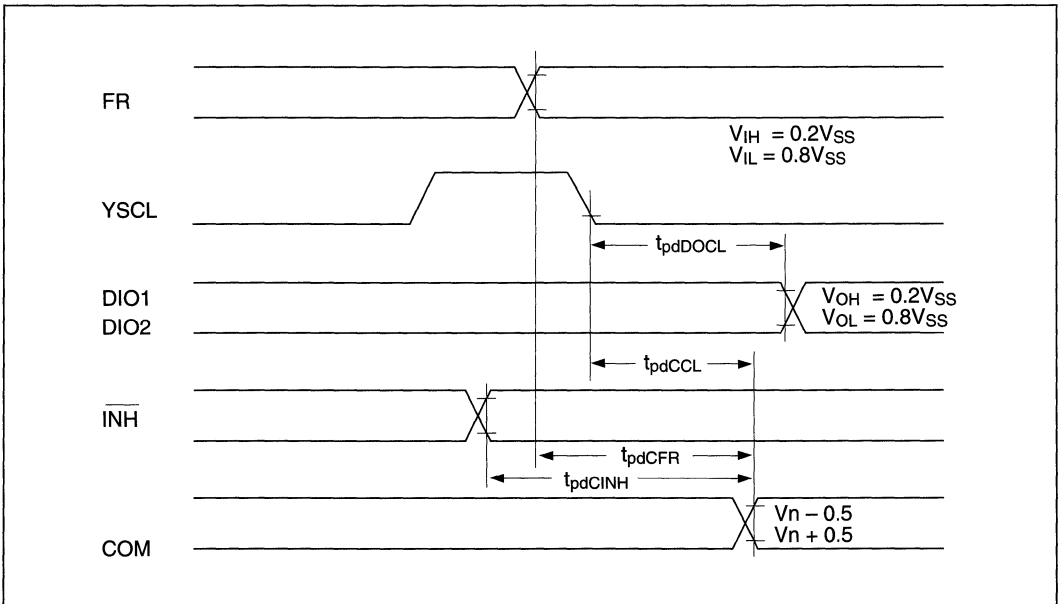 FR
VIH = 0.2VSS
VIL = 0.8VSS
YSCL
tpdDOCL
DIO1
DIO2
VOH = 0.2VSS
VOL = 0.8VSS
tpdCCL
I̅N̅H̅
tpdCFR
tpdCINH
Vn – 0.5
Vn + 0.5
COM